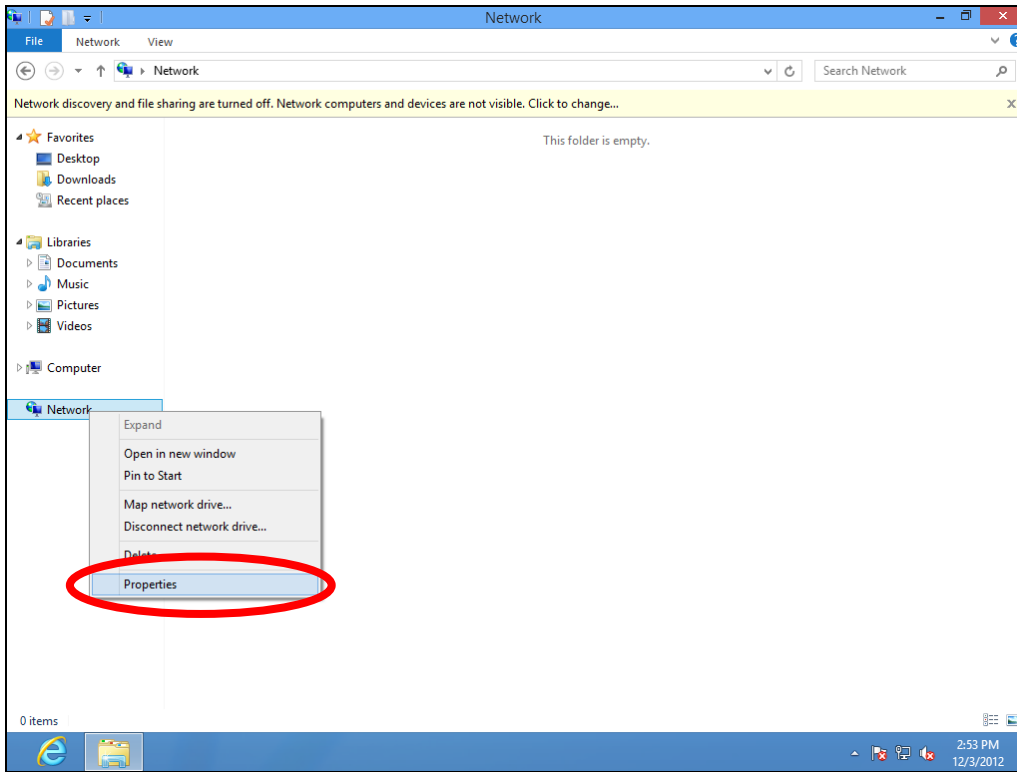 Network
File Network View
Network
Search Network
Network discovery and file sharing are turned off. Network computers and devices are not visible. Click to change...
Favorites
Desktop
Downloads
Recent places
Libraries
Documents
Music
Pictures
Videos
Computer
Network
This folder is empty.
Expand
Open in new window
Pin to Start
Map network drive...
Disconnect network drive...
Delete
Properties
0 items
2:53 PM
12/3/2012